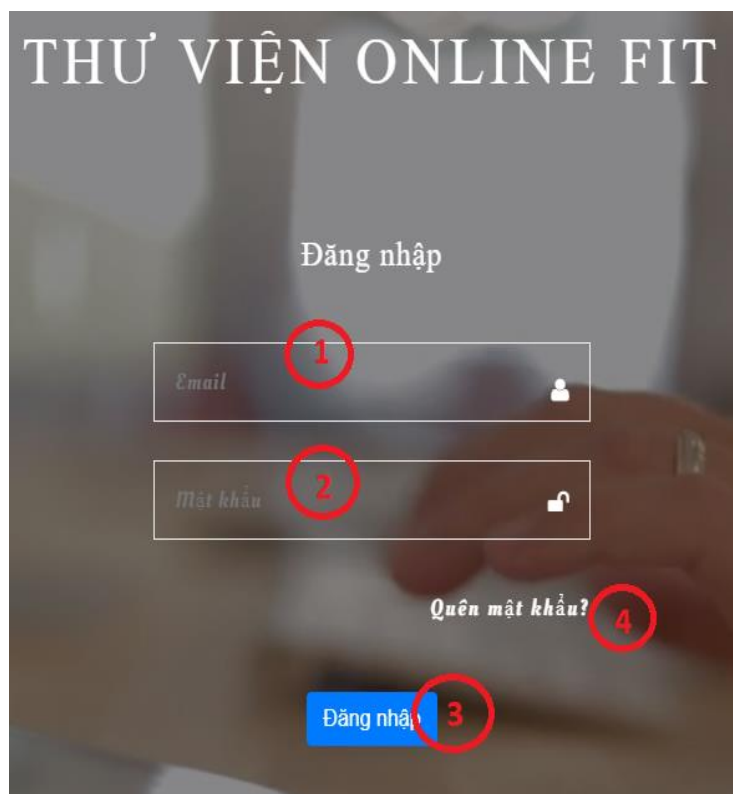 THƯ VIỆN ONLINE FIT
Đăng nhập
1
Email
2
Mật khẩu
Quên mật khẩu?
4
Đăng nhập
3